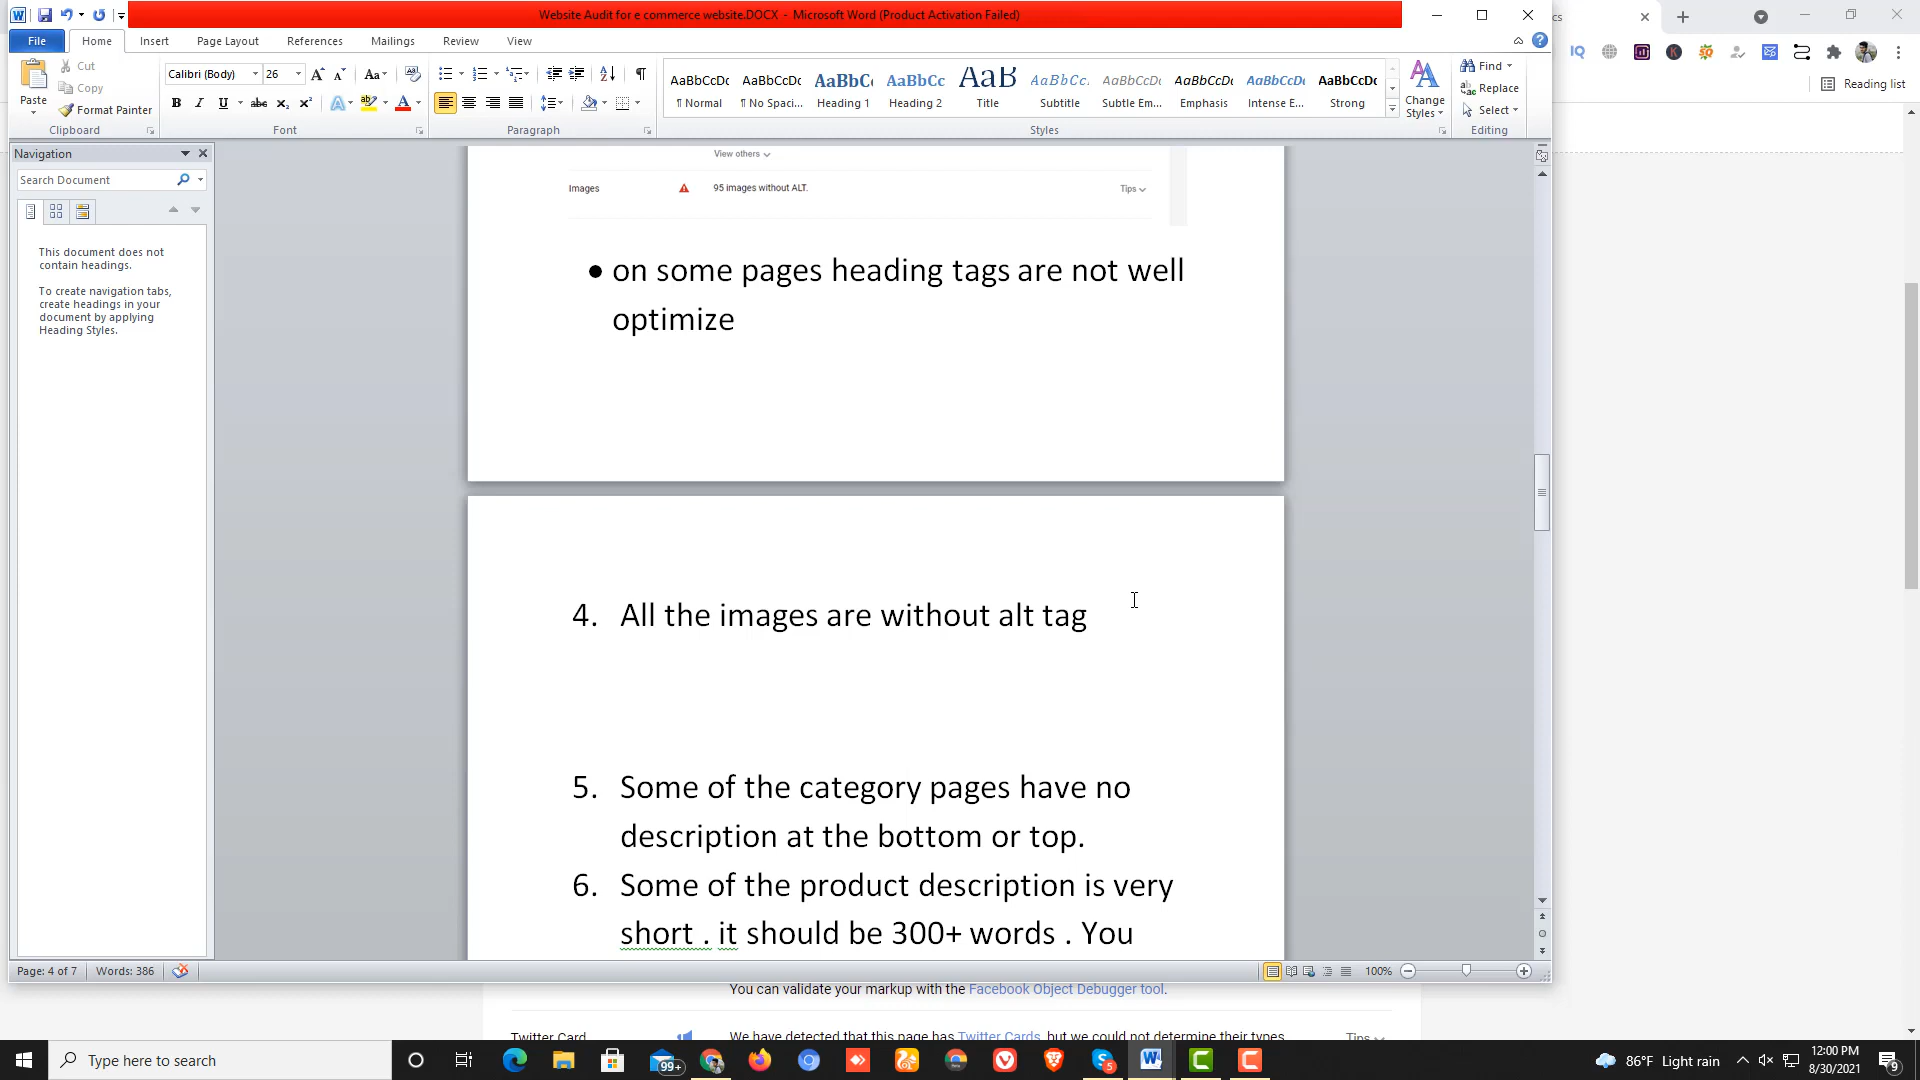 Website Audit for e commerce website.DOCX - Microsoft Word (Product Activation Failed)
File Home Insert Page Layout References Mailings Review View
Paste
Cut
Copy
Format Painter
Clipboard
Calibri (Body) 26
Font
Paragraph
AaBbCcDc ¶ Normal
AaBbCcDc ¶ No Spaci...
AaBbC Heading 1
AaBbCc Heading 2
AaB Title
AaBbCc. Subtitle
AaBbCcDc Subtle Em...
AaBbCcDc Emphasis
AaBbCcDc Intense E...
AaBbCcDc Strong
Styles
Change
Styles
Find
Replace
Select
Editing
Reading list
Navigation
Search Document
This document does not
contain headings.
To create navigation tabs,
create headings in your
document by applying
Heading Styles.
View others
Images 95 images without ALT. Tips
• on some pages heading tags are not well
optimize
4. All the images are without alt tag
5. Some of the category pages have no
description at the bottom or top.
6. Some of the product description is very
short . it should be 300+ words . You
Page: 4 of 7 Words: 386 100%
You can validate your markup with the Facebook Object Debugger tool.
Twitter Card We have detected that this page has Twitter Cards, but we could not determine their types Tips
Type here to search
99+
5
86°F Light rain
12:00 PM
8/30/2021
9